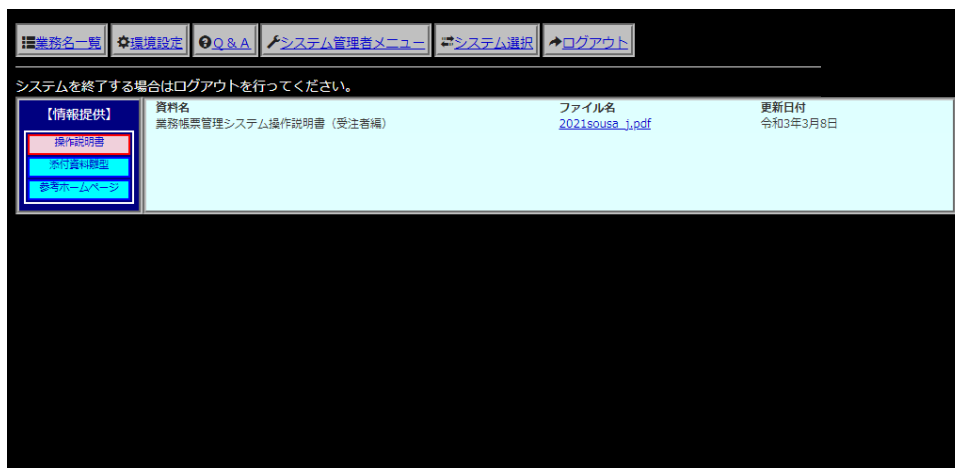 業務名一覧 環境設定 Q & A システム管理者メニュー システム選択 ログアウト
システムを終了する場合はログアウトを行ってください。
【情報提供】
操作説明書
添付資料雛型
参考ホームページ
資料名 ファイル名 更新日付
業務帳票管理システム操作説明書（受注者編） 2021sousa_j.pdf 令和3年3月8日